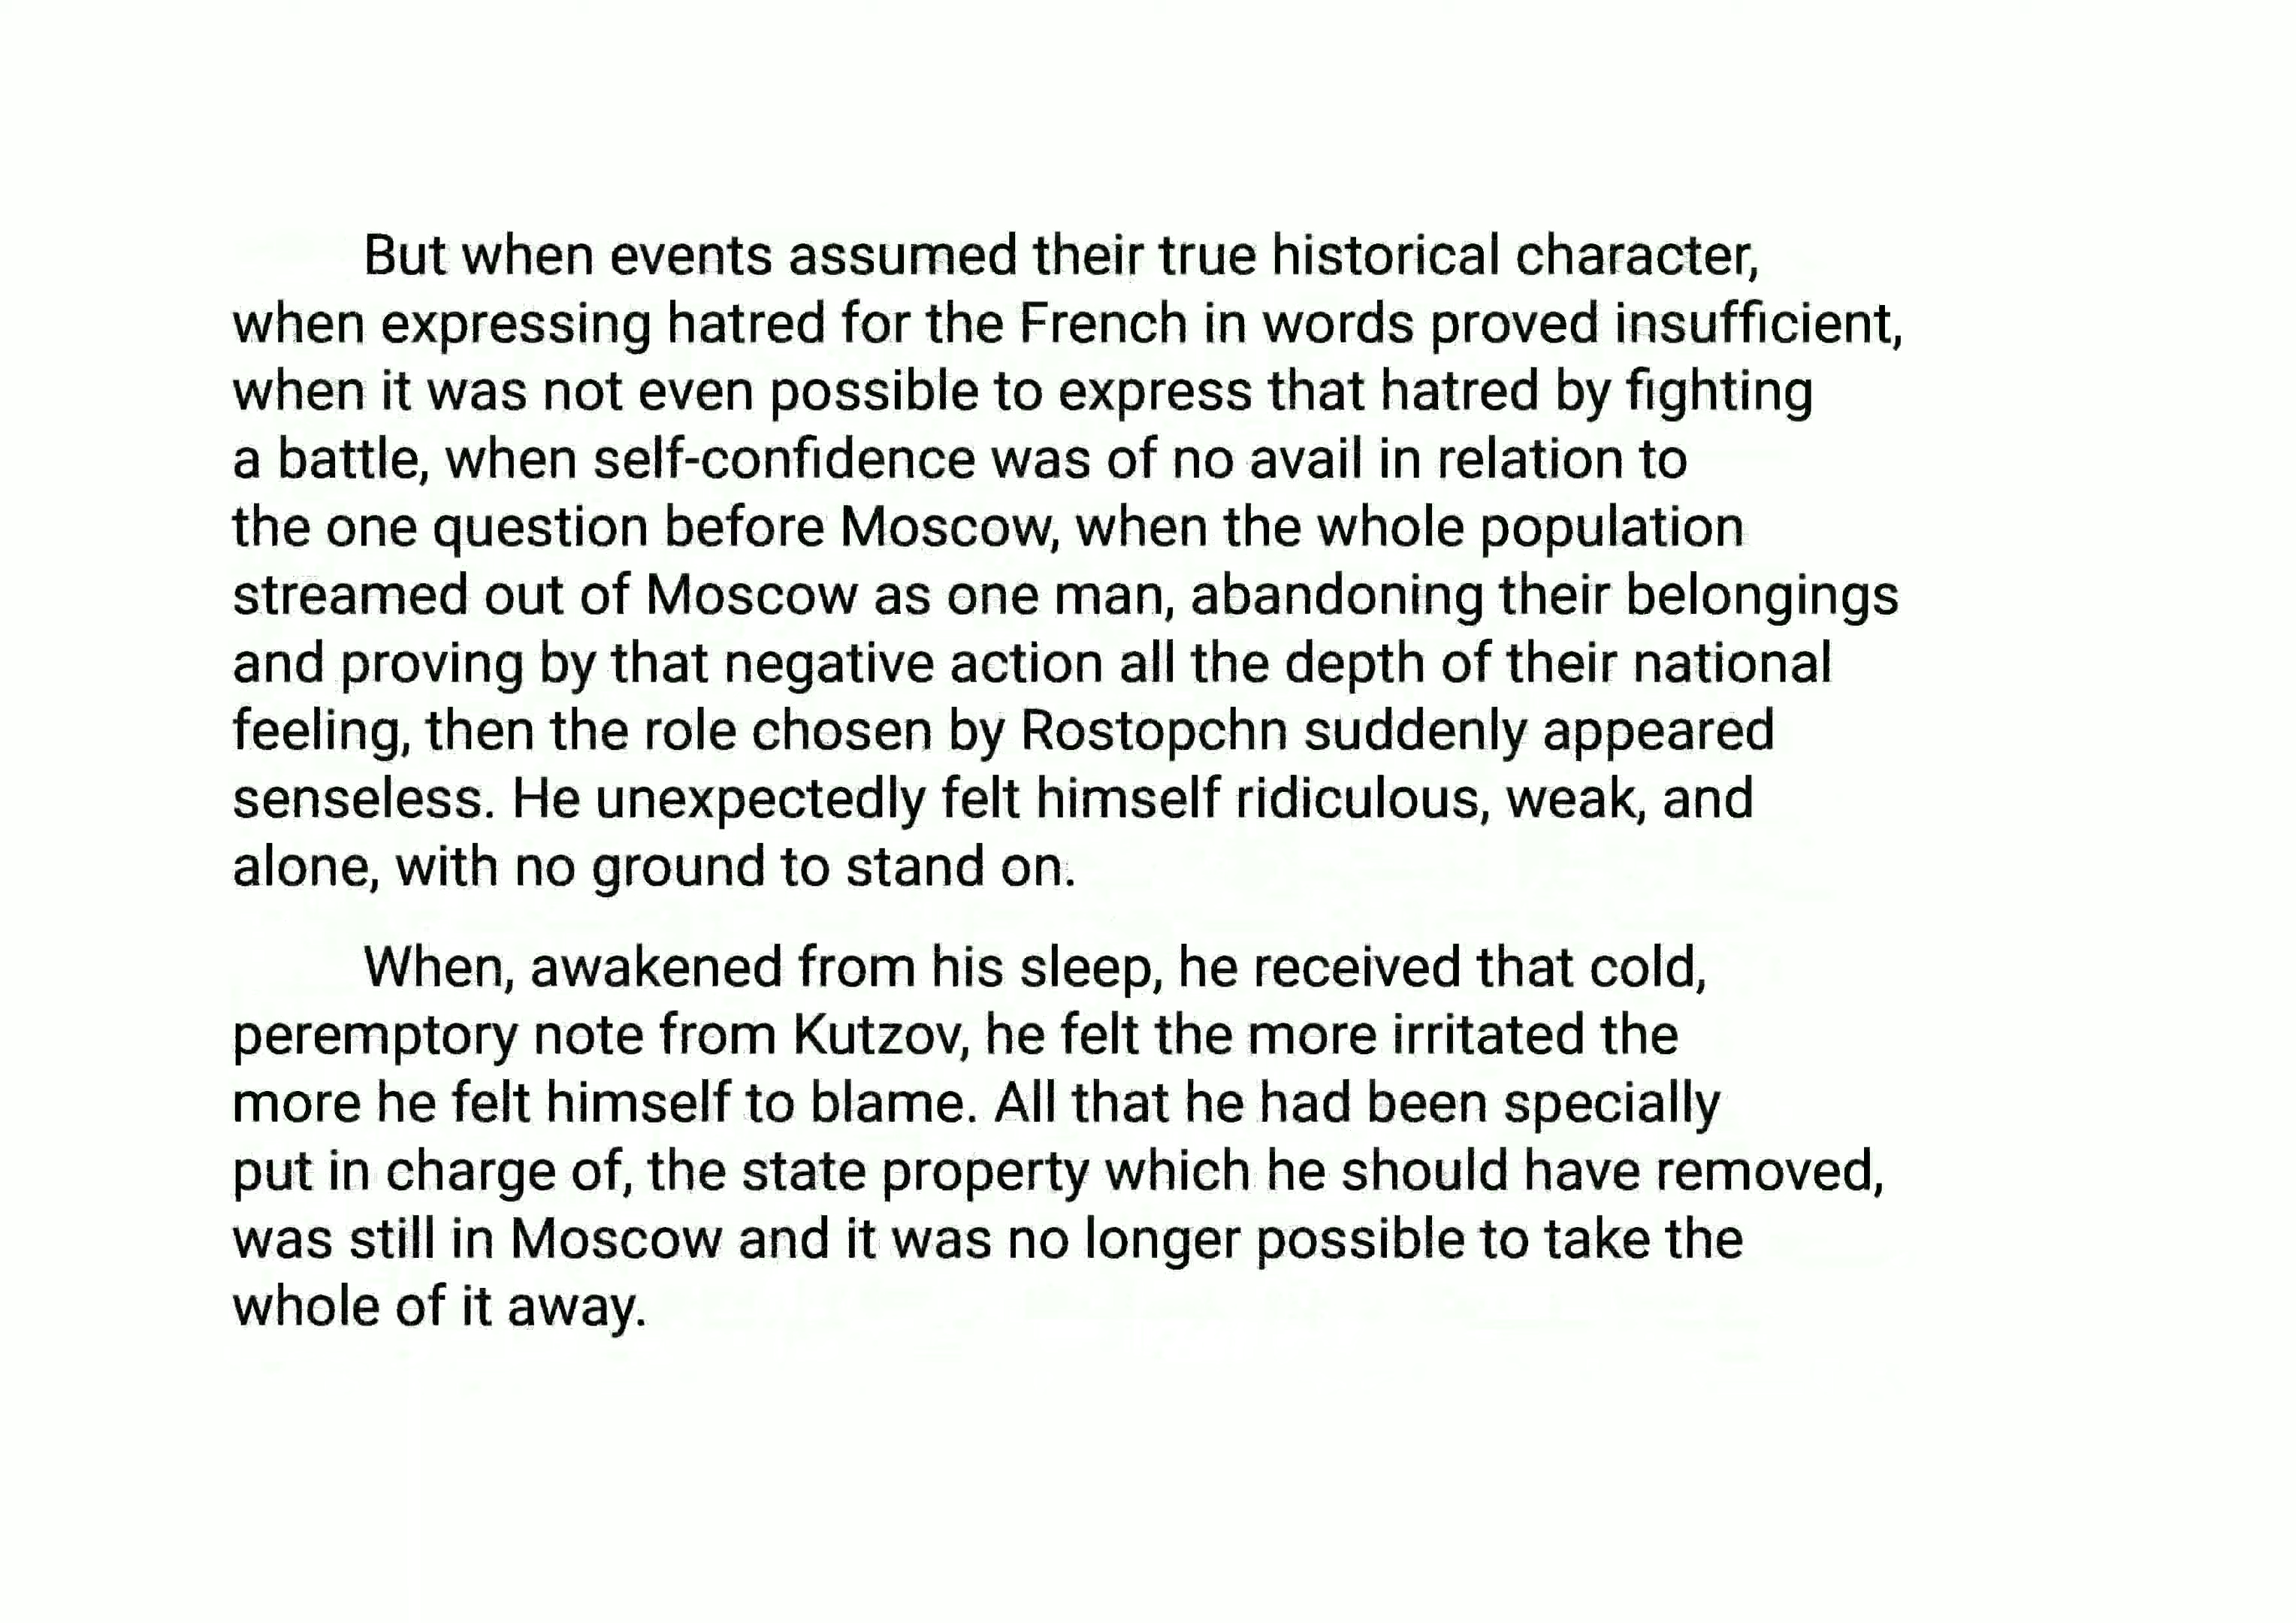 But when events assumed their true historical character,
when expressing hatred for the French in words proved insufficient,
when it was not even possible to express that hatred by fighting
a battle, when self-confidence was of no avail in relation to
the one question before Moscow, when the whole population
streamed out of Moscow as one man, abandoning their belongings
and proving by that negative action all the depth of their national
feeling, then the role chosen by Rostopchn suddenly appeared
senseless. He unexpectedly felt himself ridiculous, weak, and
alone, with no ground to stand on.
When, awakened from his sleep, he received that cold,
peremptory note from Kutzov, he felt the more irritated the
more he felt himself to blame. All that he had been specially
put in charge of, the state property which he should have removed,
was still in Moscow and it was no longer possible to take the
whole of it away.